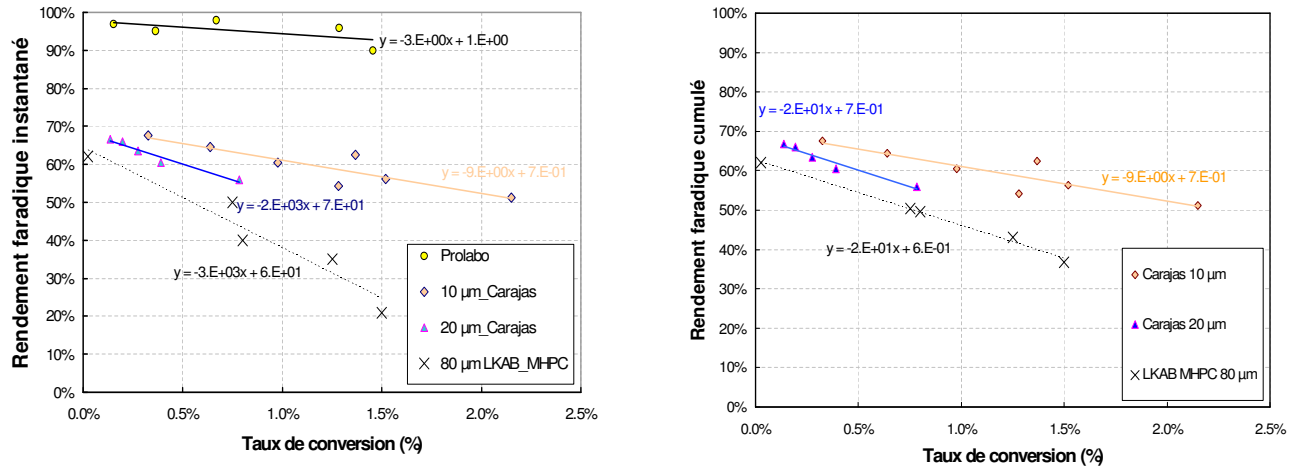 Rendement faradique instantané
100%
90%
80%
70%
60%
50%
40%
30%
20%
10%
0%
0.0%
0.5%
1.0%
1.5%
2.0%
2.5%
Taux de conversion (%)
y = -3.E+00x + 1.E+00
y = -9.E+00x + 7.E-01
y = -2.E+03x + 7.E+01
y = -3.E+03x + 6.E+01
Prolabo
10 µm_Carajas
20 µm_Carajas
80 µm LKAB_MHPC
Rendement faradique cumulé
100%
90%
80%
70%
60%
50%
40%
30%
20%
10%
0%
0.0%
0.5%
1.0%
1.5%
2.0%
2.5%
Taux de conversion (%)
y = -2.E+01x + 7.E-01
y = -9.E+00x + 7.E-01
y = -2.E+01x + 6.E-01
Carajas 10 µm
Carajas 20 µm
LKAB MHPC 80 µm